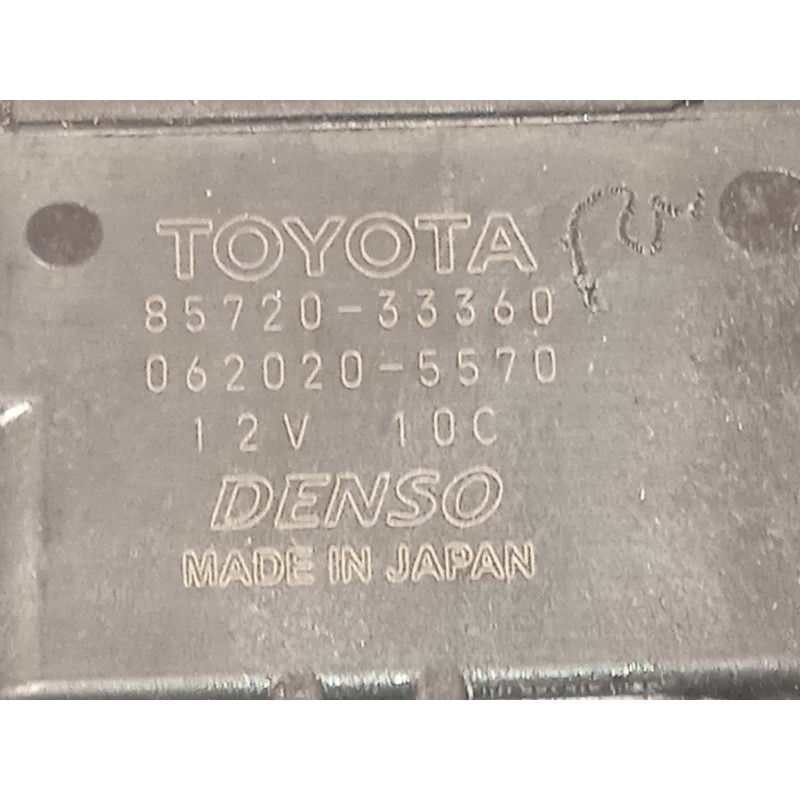 TOYOTA
85720-33360
062020-5570
12V 10C
DENSO
MADE IN JAPAN